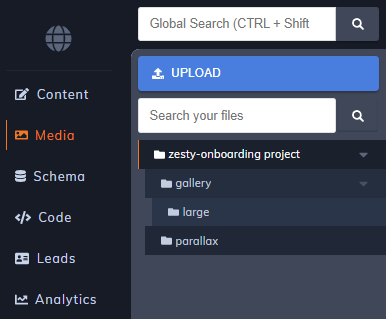 Global Search (CTRL + Shift
UPLOAD
Content
Search your files
Media
zesty-onboarding project
Schema
gallery
large
Code
parallax
Leads
Analytics